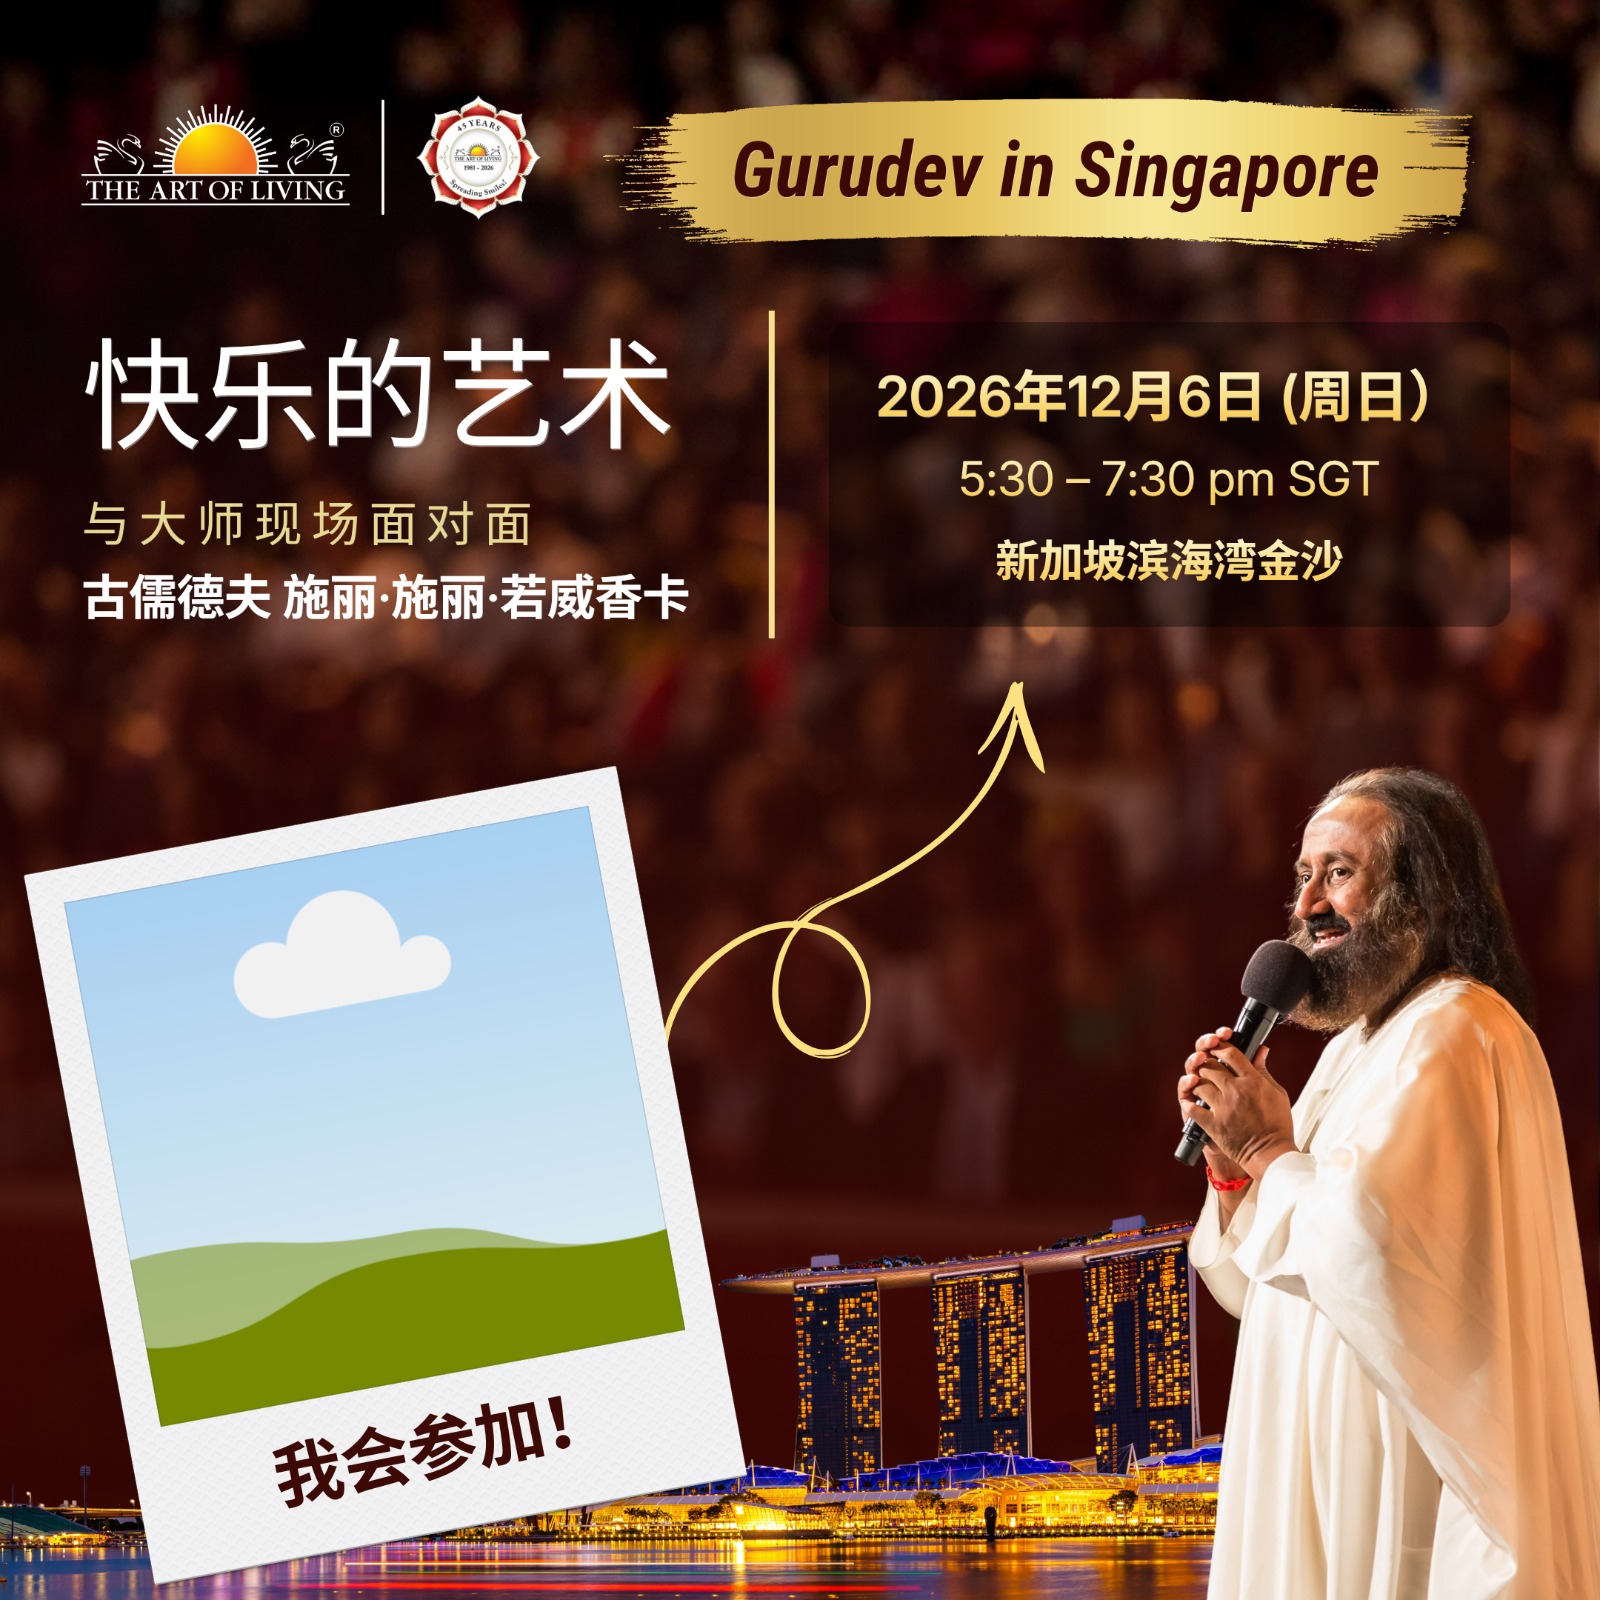 THE ART OF LIVING
®
45 YEARS
THE ART OF LIVING
1981 - 2026
Spreading Smiles!
Gurudev in Singapore
快乐的艺术
与大师现场面对面
古儒德夫 施丽·施丽·若威香卡
2026年12月6日 (周日）
5:30 – 7:30 pm SGT
新加坡滨海湾金沙
我会参加！